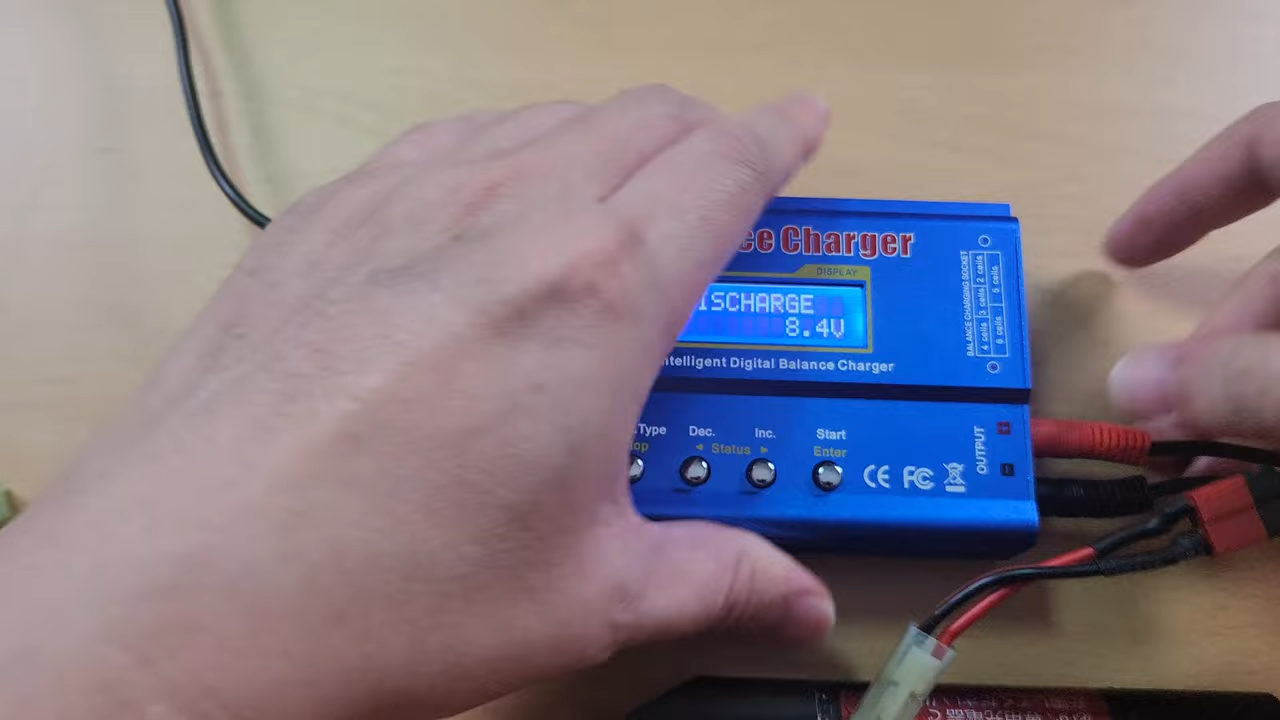 ce Charger
DISPLAY
ISCHARGE
8.4V
ntelligent Digital Balance Charger
BALANCE CHARGING SOCKET
2 cells
3 cells
4 cells
5 cells
6 cells
.Type
Dec.
Inc.
Start
op
◄ Status ►
Enter
CE FC
OUTPUT
+
-